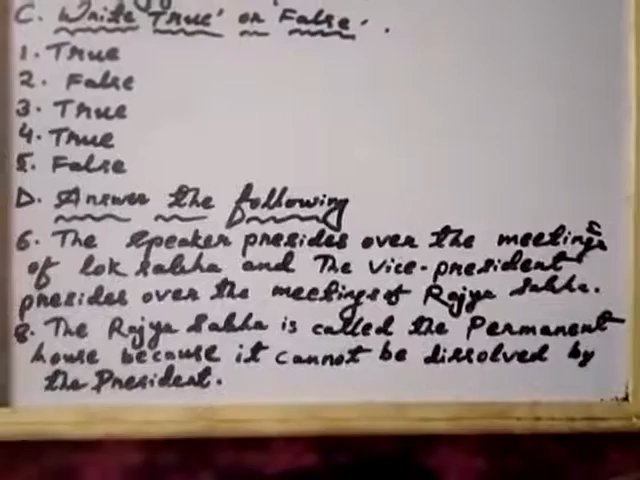 C. Write 'True' or 'False'.
1. True
2. False
3. True
4. True
5. False
D. Answer the following
6. The Speaker presides over the meetings
of lok sabha and The vice-president
presides over the meetings of Rajya Sabha.
8. The Rajya Sabha is called the Permanent
house because it cannot be dissolved by
the President.